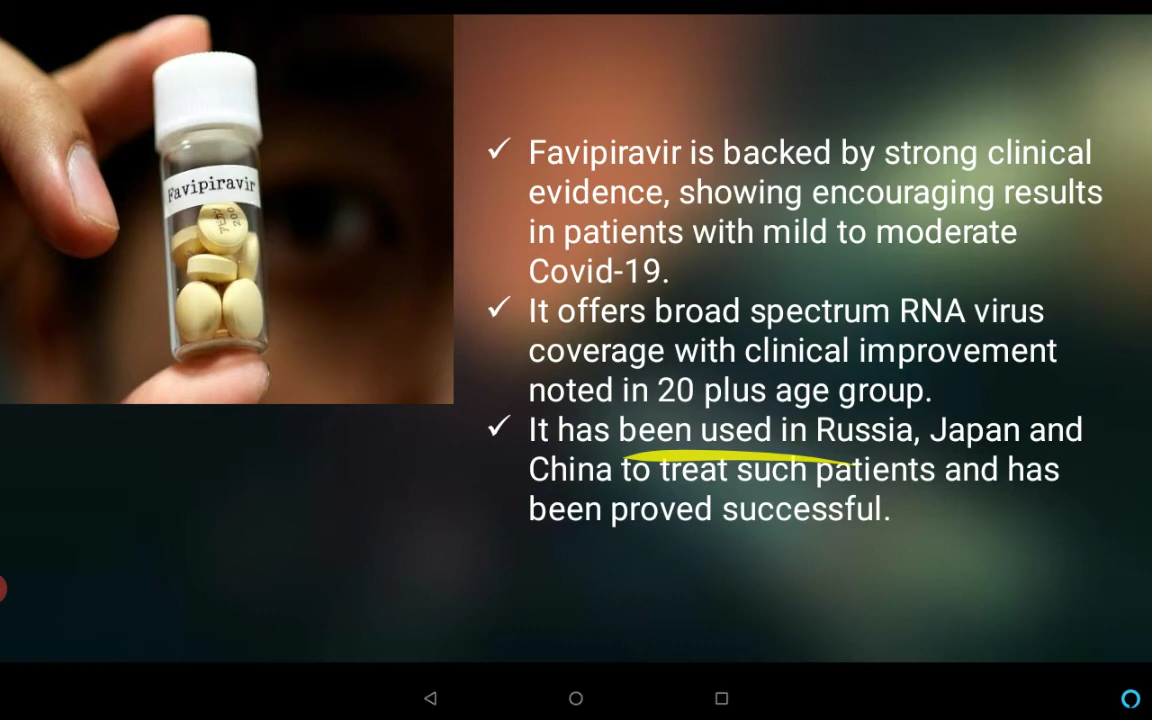 Favipiravir
200
✓ Favipiravir is backed by strong clinical
evidence, showing encouraging results
in patients with mild to moderate
Covid-19.
✓ It offers broad spectrum RNA virus
coverage with clinical improvement
noted in 20 plus age group.
✓ It has been used in Russia, Japan and
China to treat such patients and has
been proved successful.